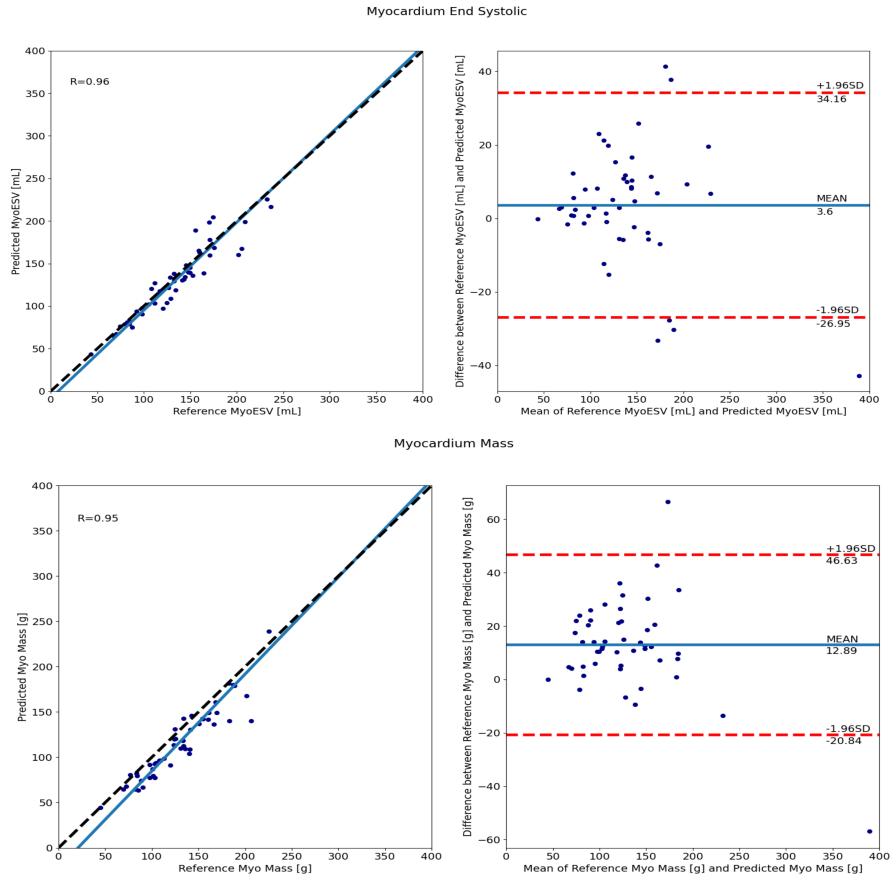 Myocardium End Systolic
R=0.96
400
350
300
250
200
150
100
50
0
0 50 100 150 200 250 300 350 400
Predicted MyoESV [mL]
Reference MyoESV [mL]
40
20
0
−20
−40
0 50 100 150 200 250 300 350 400
Difference between Reference MyoESV [mL] and Predicted MyoESV [mL]
Mean of Reference MyoESV [mL] and Predicted MyoESV [mL]
+1.96SD
34.16
MEAN
3.6
-1.96SD
-26.95
Myocardium Mass
R=0.95
400
350
300
250
200
150
100
50
0
0 50 100 150 200 250 300 350 400
Predicted Myo Mass [g]
Reference Myo Mass [g]
60
40
20
0
−20
−40
−60
0 50 100 150 200 250 300 350 400
Difference between Reference Myo Mass [g] and Predicted Myo Mass [g]
Mean of Reference Myo Mass [g] and Predicted Myo Mass [g]
+1.96SD
46.63
MEAN
12.89
-1.96SD
-20.84